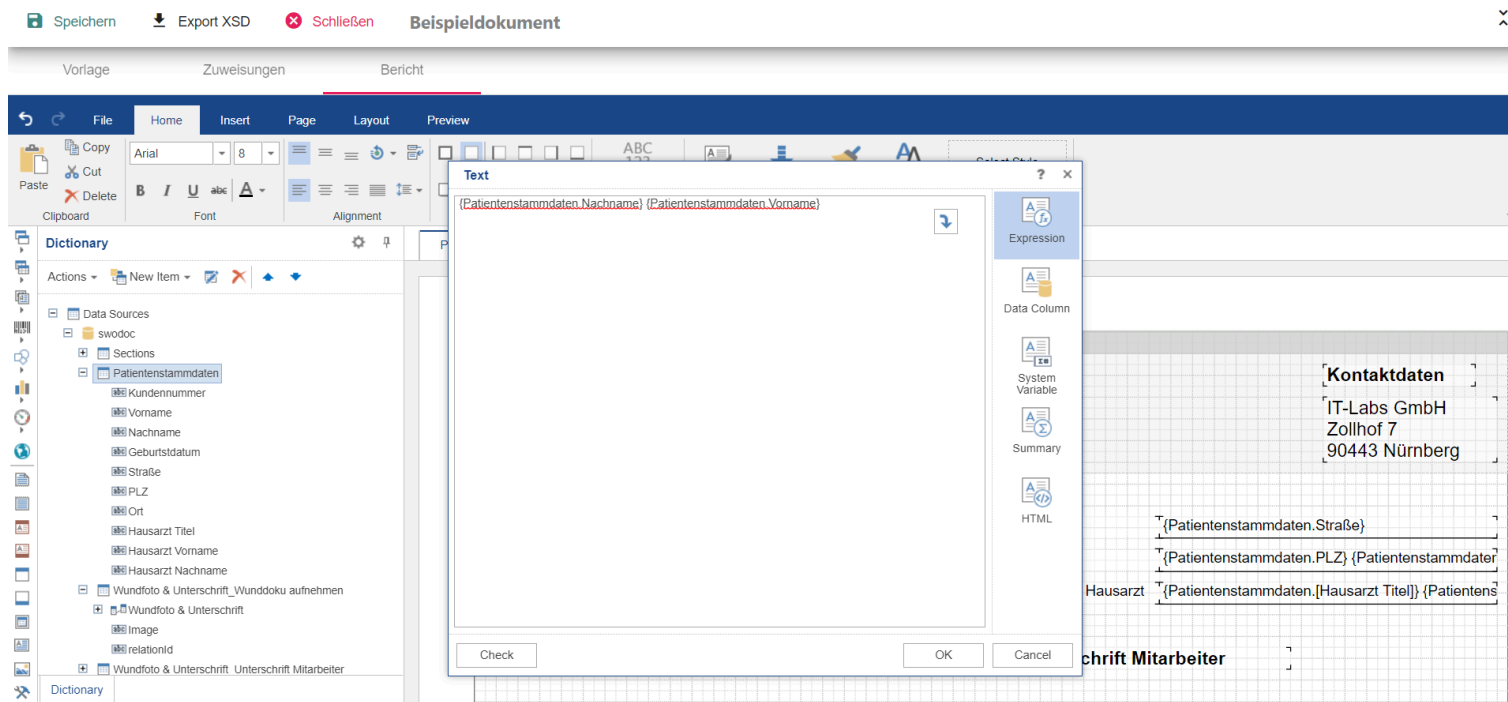 Speichern Export XSD Schließen Beispieldokument
Vorlage Zuweisungen Bericht
File Home Insert Page Layout Preview
Paste Copy Cut Delete
Arial 8
B I U abc A
ABC
Clipboard Font Alignment
Dictionary
Actions New Item
Data Sources
swodoc
Sections
Patientenstammdaten
Kundennummer
Vorname
Nachname
Geburtstdatum
Straße
PLZ
Ort
Hausarzt Titel
Hausarzt Vorname
Hausarzt Nachname
Wundfoto & Unterschrift_Wunddoku aufnehmen
Wundfoto & Unterschrift
Image
relationId
Wundfoto & Unterschrift_Unterschrift Mitarbeiter
Dictionary
Text ?
{Patientenstammdaten.Nachname} {Patientenstammdaten.Vorname}
Expression
Data Column
System
Variable
Summary
HTML
Check OK Cancel
Kontaktdaten
IT-Labs GmbH
Zollhof 7
90443 Nürnberg
{Patientenstammdaten.Straße}
{Patientenstammdaten.PLZ} {Patientenstammdaten
Hausarzt {Patientenstammdaten.[Hausarzt Titel]} {Patientens
chrift Mitarbeiter